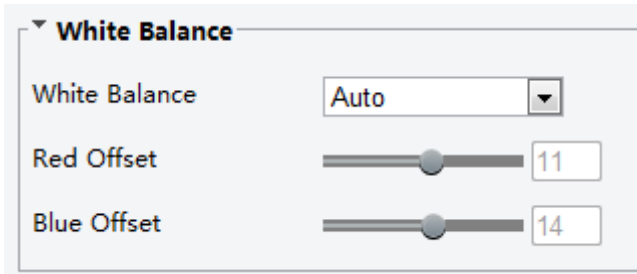 White Balance
White Balance Auto
Red Offset 11
Blue Offset 14